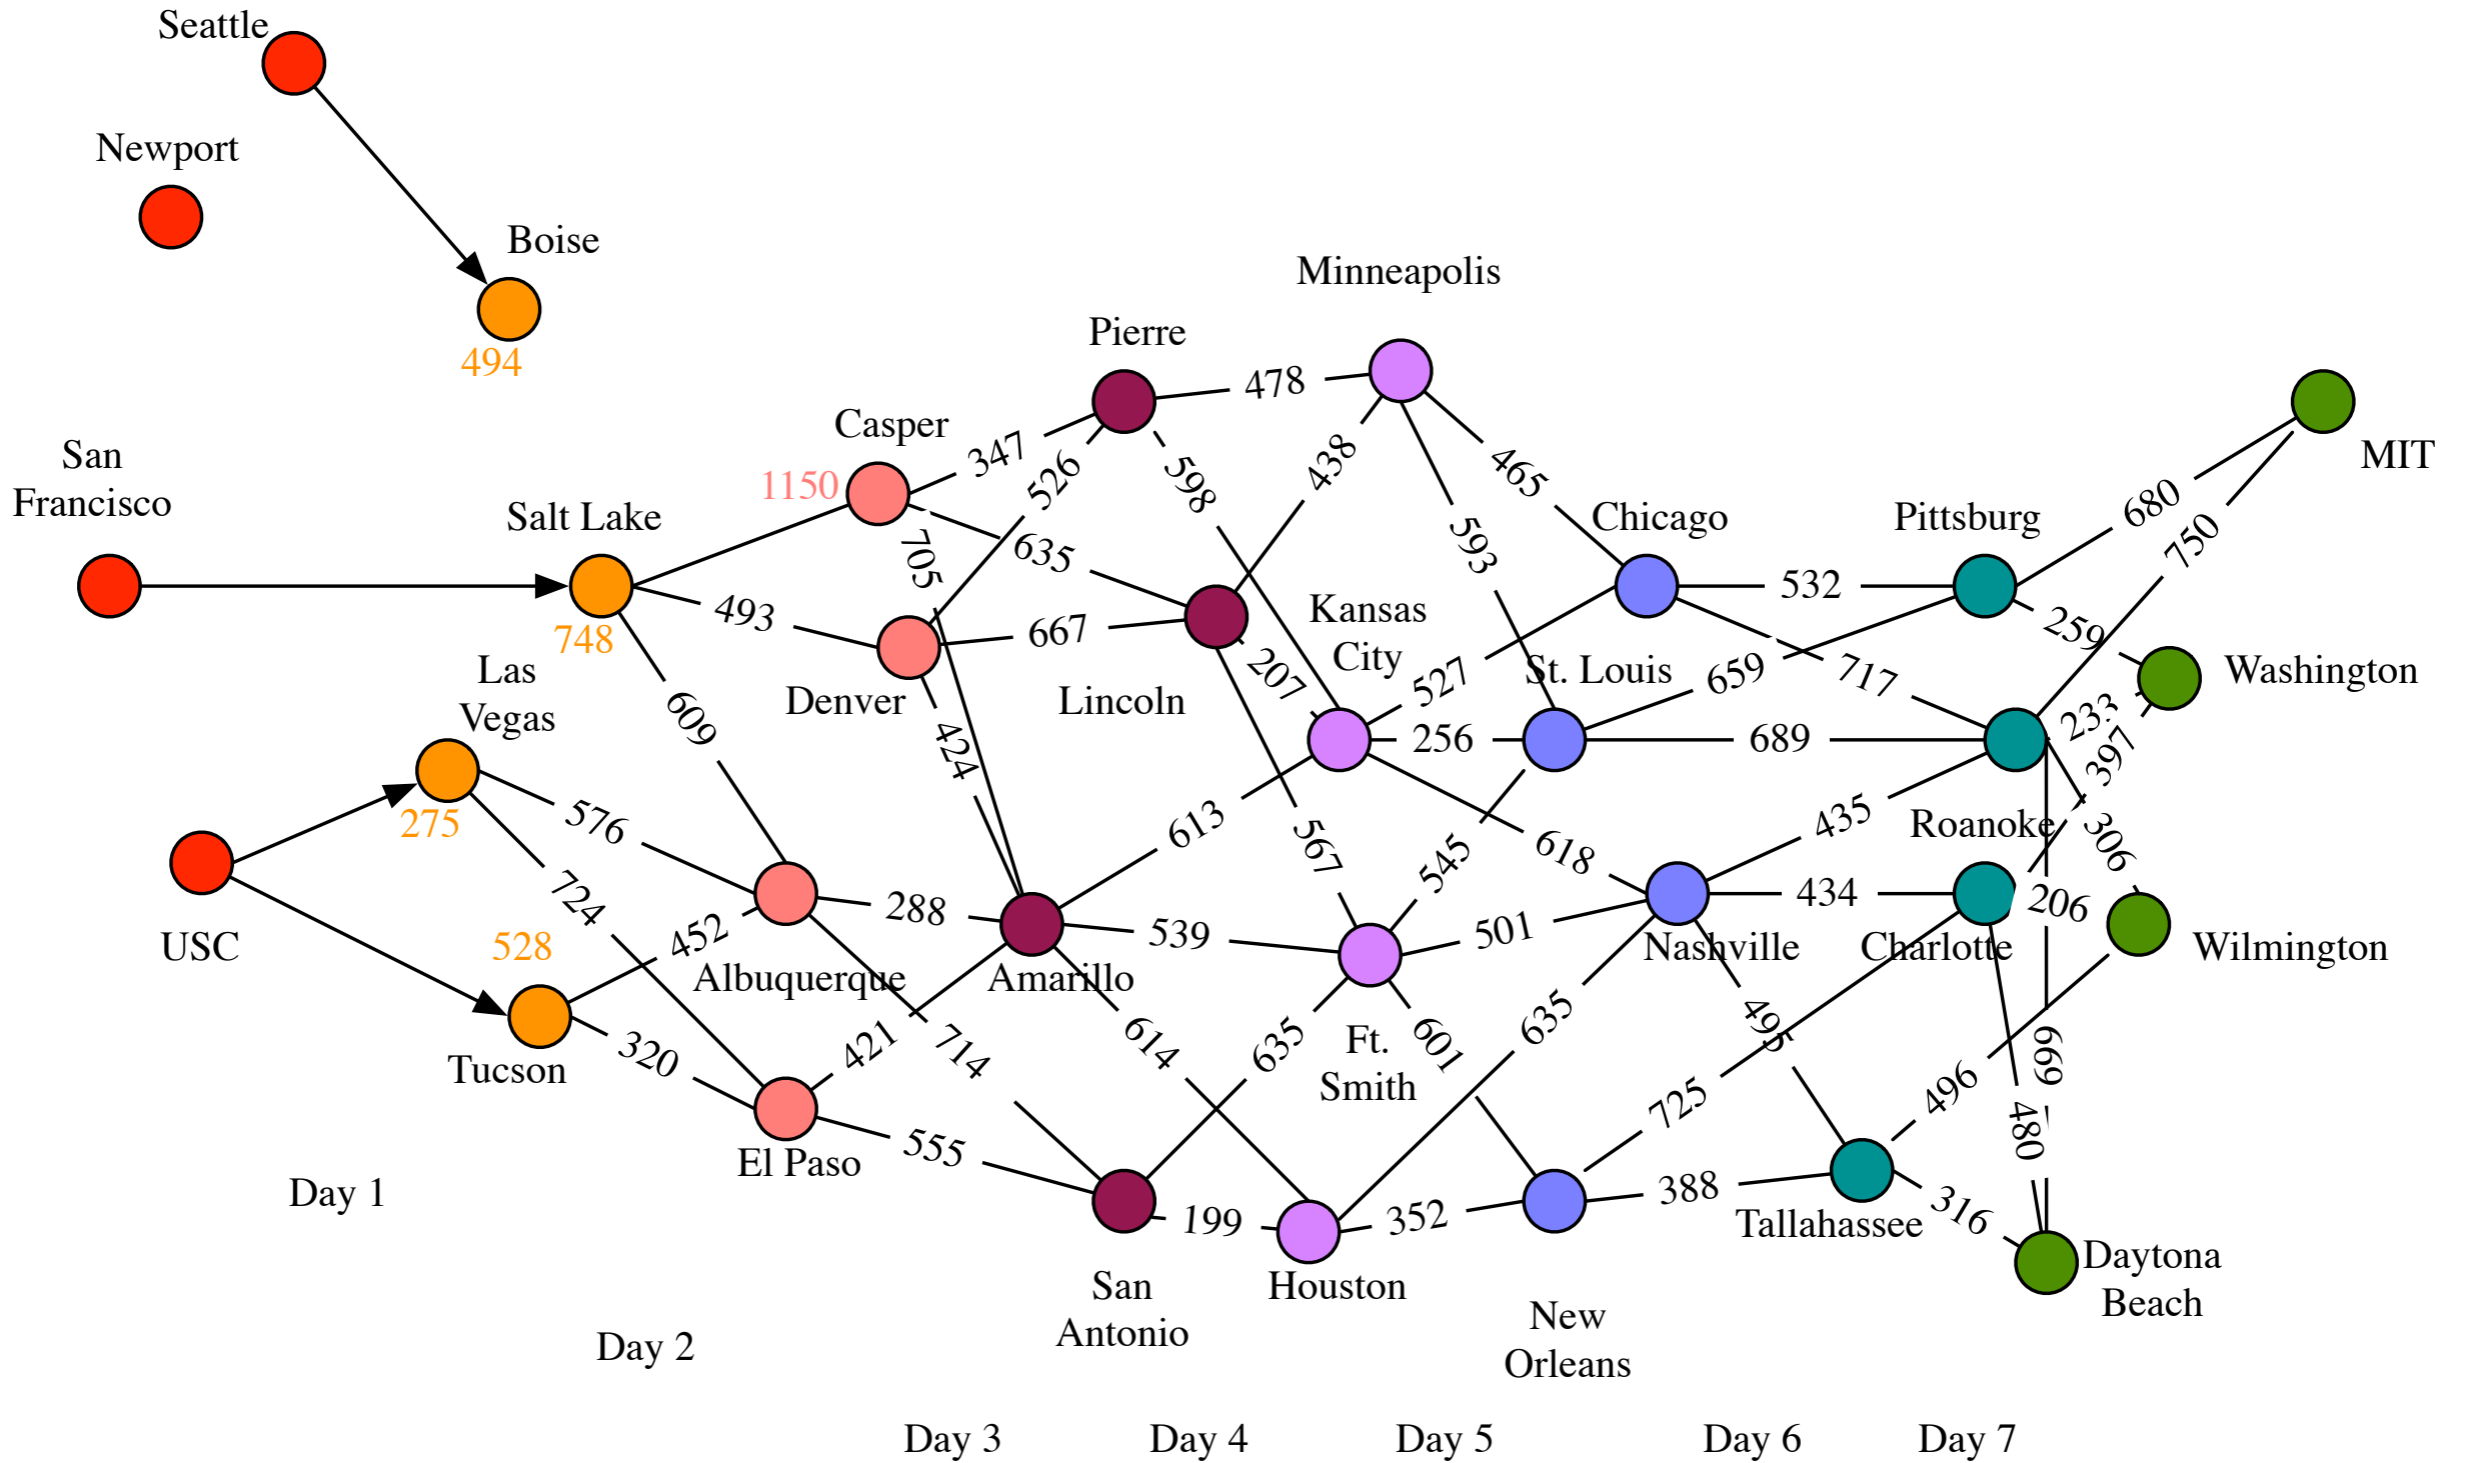 Seattle
Newport
Boise
494
Minneapolis
Pierre
478
Casper
347
1150
526
598
438
465
San
Francisco
MIT
680
Salt Lake
748
705
635
593
Chicago
Pittsburg
750
532
493
667
Kansas
City
259
Las
Vegas
275
Denver
Lincoln
207
527
St. Louis
659
717
Washington
609
424
256
689
233
397
576
613
567
545
618
435
Roanoke
306
USC
724
528
452
288
539
501
434
206
Albuquerque
Amarillo
Nashville
Charlotte
Wilmington
Tucson
320
421
714
614
635
Ft.
Smith
601
635
495
725
496
669
480
El Paso
555
388
Day 1
199
352
Tallahassee
316
San
Antonio
Houston
Daytona
Beach
New
Orleans
Day 2
Day 3
Day 4
Day 5
Day 6
Day 7